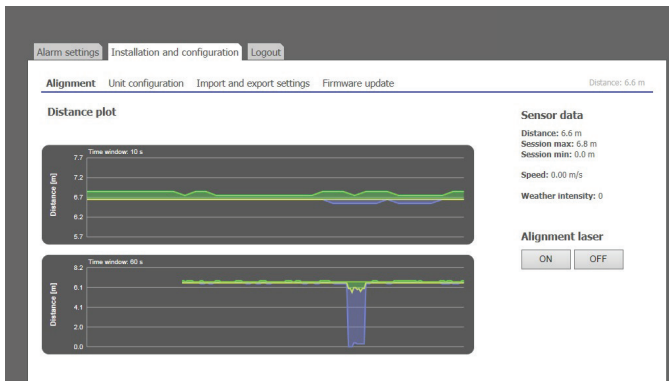 Alarm settings Installation and configuration Logout
Alignment Unit configuration Import and export settings Firmware update Distance: 6.6 m
Distance plot
Time window: 10 s
Distance [m]
7.7
7.2
6.7
6.2
5.7
Time window: 60 s
Distance [m]
8.2
6.1
4.1
2.0
0.0
Sensor data
Distance: 6.6 m
Session max: 6.8 m
Session min: 0.0 m
Speed: 0.00 m/s
Weather intensity: 0
Alignment laser
ON OFF